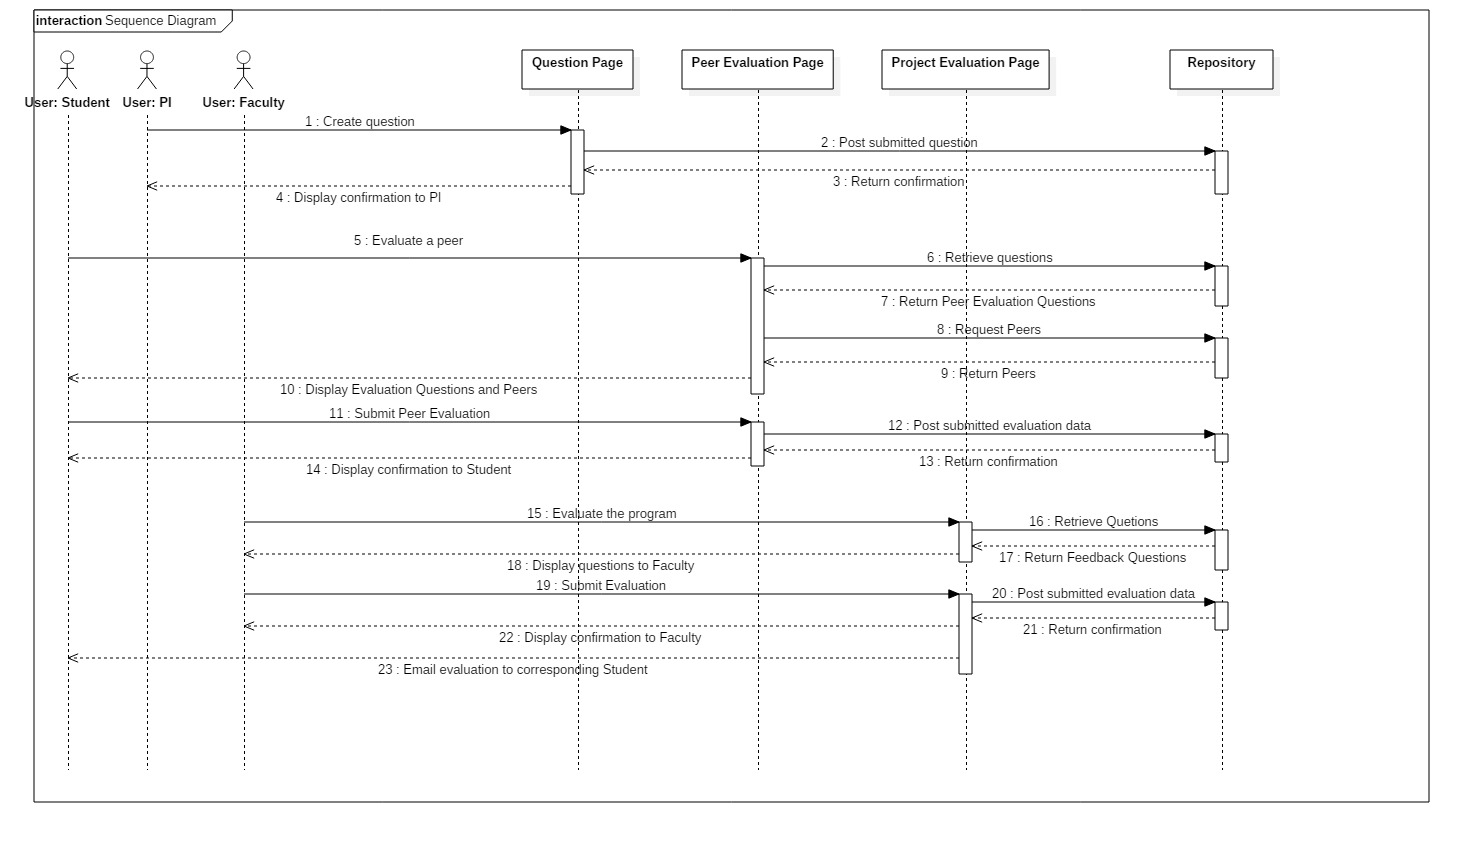 interaction Sequence Diagram
Question Page
Peer Evaluation Page
Project Evaluation Page
Repository
User: Student
User: PI
User: Faculty
1 : Create question
2 : Post submitted question
3 : Return confirmation
4 : Display confirmation to PI
5 : Evaluate a peer
6 : Retrieve questions
7 : Return Peer Evaluation Questions
8 : Request Peers
9 : Return Peers
10 : Display Evaluation Questions and Peers
11 : Submit Peer Evaluation
12 : Post submitted evaluation data
13 : Return confirmation
14 : Display confirmation to Student
15 : Evaluate the program
16 : Retrieve Quetions
17 : Return Feedback Questions
18 : Display questions to Faculty
19 : Submit Evaluation
20 : Post submitted evaluation data
21 : Return confirmation
22 : Display confirmation to Faculty
23 : Email evaluation to corresponding Student